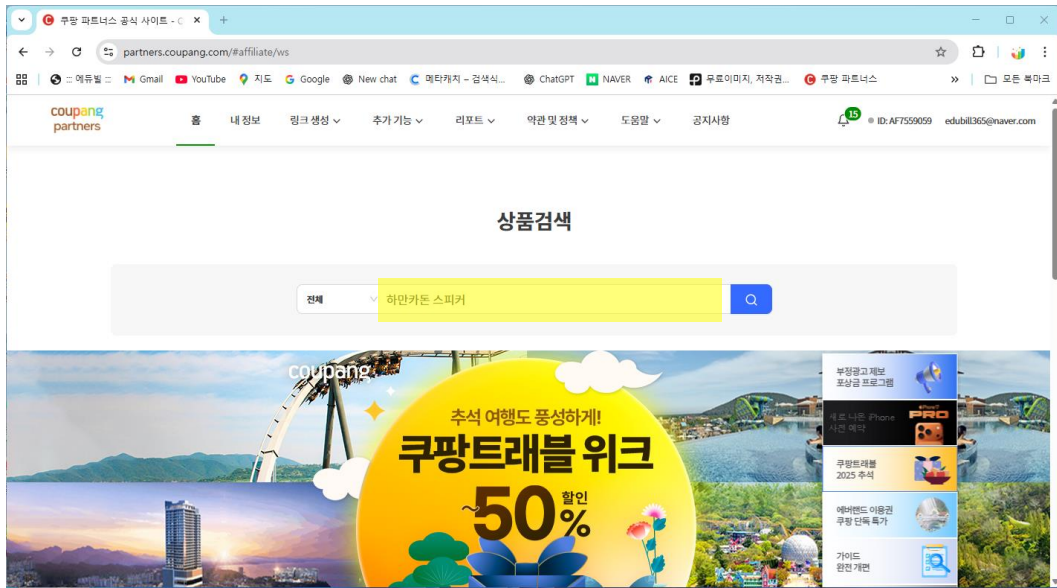 쿠팡 파트너스 공식 사이트 - C
partners.coupang.com/#affiliate/ws
::: 에듀빌 :: Gmail YouTube 지도 Google New chat 메타캐치 – 검색식... ChatGPT NAVER AICE 무료이미지, 저작권... 쿠팡 파트너스 » 모든 북마크
coupang
partners
홈 내 정보 링크 생성 추가 기능 리포트 약관 및 정책 도움말 공지사항 15 ID: AF7559059 edubill365@naver.com
상품검색
전체 하만카돈 스피커
coupang
추석 여행도 풍성하게!
쿠팡트래블 위크
~50% 할인
부정광고 제보
포상금 프로그램
새로 나온 iPhone
사전 예약
iPhone 17
PRO
쿠팡트래블
2025 추석
에버랜드 이용권
쿠팡 단독 특가
가이드
완전 개편